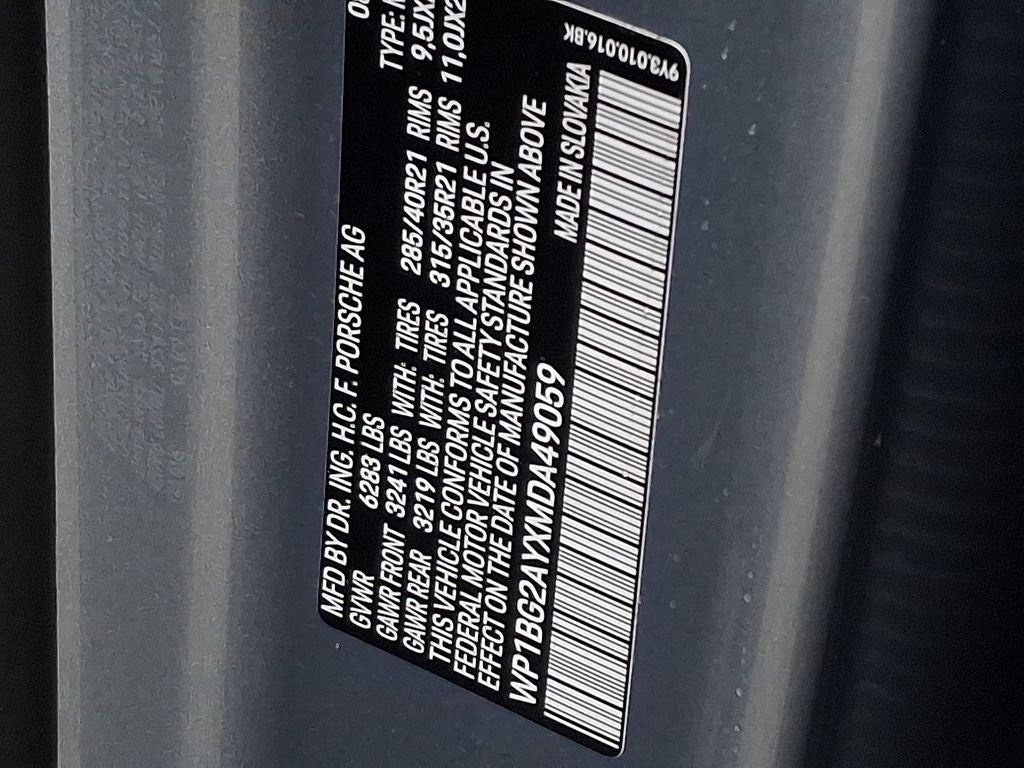 MFD BY DR. ING. H.C. F. PORSCHE AG
GVWR 6283 LBS TYPE:
GAWR FRONT 3241 LBS WITH: TIRES 285/40R21 RIMS 9,5JX
GAWR REAR 3219 LBS WITH: TIRES 315/35R21 RIMS 11,0JX2
THIS VEHICLE CONFORMS TO ALL APPLICABLE U.S.
FEDERAL MOTOR VEHICLE SAFETY STANDARDS IN
EFFECT ON THE DATE OF MANUFACTURE SHOWN ABOVE
WP1BG2AYXMDA49059 MADE IN SLOVAKIA
9Y3.010.016.BK